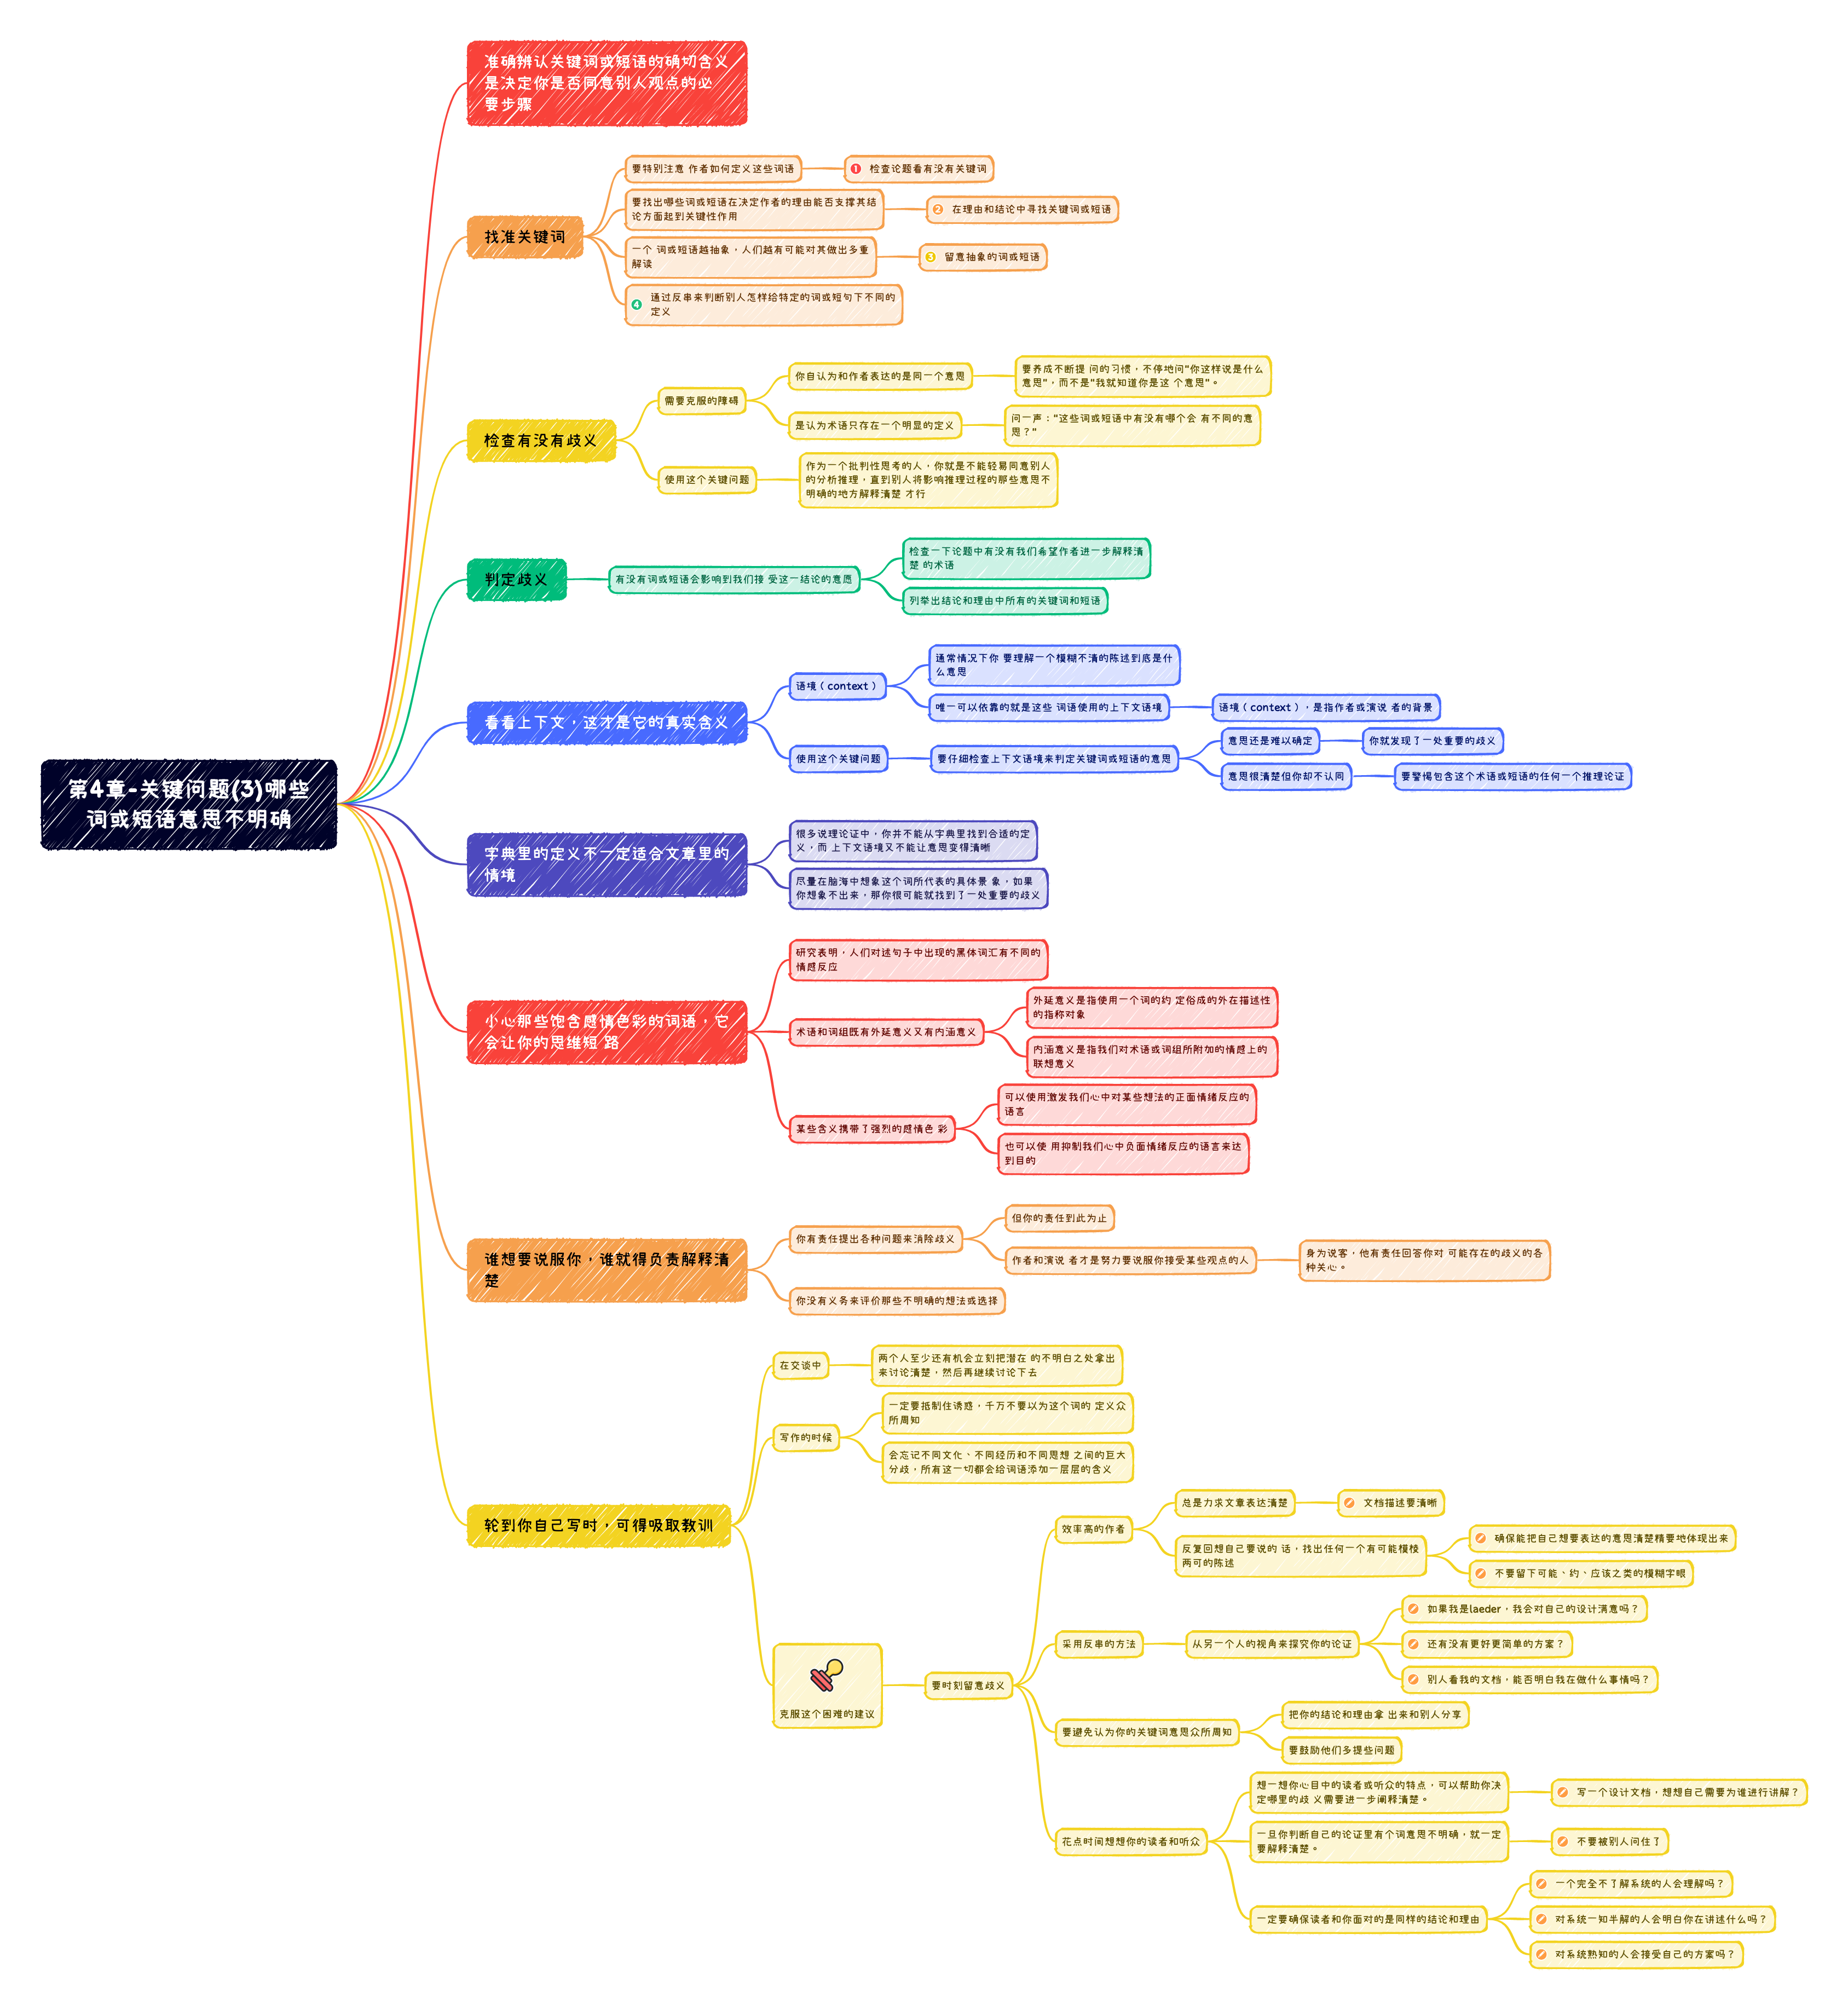 准确辨认关键词或短语的确切含义
是决定你是否同意别人观点的必
要步骤
要特别注意 作者如何定义这些词语
1 检查论题看有没有关键词
要找出哪些词或短语在决定作者的理由能否支撑其结
论方面起到关键性作用
2 在理由和结论中寻找关键词或短语
找准关键词
一个 词或短语越抽象，人们越有可能对其做出多重
解读
3 留意抽象的词或短语
4 通过反串来判断别人怎样给特定的词或短句下不同的
定义
检查有没有歧义
需要克服的障碍
你自认为和作者表达的是同一个意思
要养成不断提 问的习惯，不停地问"你这样说是什么
意思"，而不是"我就知道你是这 个意思"。
是认为术语只存在一个明显的定义
问一声："这些词或短语中有没有哪个会 有不同的意
思？"
使用这个关键问题
作为一个批判性思考的人，你就是不能轻易同意别人
的分析推理，直到别人将影响推理过程的那些意思不
明确的地方解释清楚 才行
判定歧义
有没有词或短语会影响到我们接 受这一结论的意愿
检查一下论题中有没有我们希望作者进一步解释清
楚 的术语
列举出结论和理由中所有的关键词和短语
看看上下文，这才是它的真实含义
语境（context）
通常情况下你 要理解一个模糊不清的陈述到底是什
么意思
唯一可以依靠的就是这些 词语使用的上下文语境
语境（context），是指作者或演说 者的背景
使用这个关键问题
要仔细检查上下文语境来判定关键词或短语的意思
意思还是难以确定
你就发现了一处重要的歧义
意思很清楚但你却不认同
要警惕包含这个术语或短语的任何一个推理论证
第4章-关键问题(3)哪些
词或短语意思不明确
字典里的定义不一定适合文章里的
情境
很多说理论证中，你并不能从字典里找到合适的定
义，而 上下文语境又不能让意思变得清晰
尽量在脑海中想象这个词所代表的具体景 象，如果
你想象不出来，那你很可能就找到了一处重要的歧义
小心那些饱含感情色彩的词语，它
会让你的思维短 路
研究表明，人们对述句子中出现的黑体词汇有不同的
情感反应
术语和词组既有外延意义又有内涵意义
外延意义是指使用一个词的约 定俗成的外在描述性
的指称对象
内涵意义是指我们对术语或词组所附加的情感上的
联想意义
某些含义携带了强烈的感情色 彩
可以使用激发我们心中对某些想法的正面情绪反应的
语言
也可以使 用抑制我们心中负面情绪反应的语言来达
到目的
谁想要说服你，谁就得负责解释清
楚
你有责任提出各种问题来消除歧义
但你的责任到此为止
作者和演说 者才是努力要说服你接受某些观点的人
身为说客，他有责任回答你对 可能存在的歧义的各
种关心。
你没有义务来评价那些不明确的想法或选择
轮到你自己写时，可得吸取教训
在交谈中
两个人至少还有机会立刻把潜在 的不明白之处拿出
来讨论清楚，然后再继续讨论下去
写作的时候
一定要抵制住诱惑，千万不要以为这个词的 定义众
所周知
会忘记不同文化、不同经历和不同思想 之间的巨大
分歧，所有这一切都会给词语添加一层层的含义
克服这个困难的建议
要时刻留意歧义
效率高的作者
总是力求文章表达清楚
文档描述要清晰
反复回想自己要说的 话，找出任何一个有可能模棱
两可的陈述
确保能把自己想要表达的意思清楚精要地体现出来
不要留下可能、约、应该之类的模糊字眼
采用反串的方法
从另一个人的视角来探究你的论证
如果我是laeder，我会对自己的设计满意吗？
还有没有更好更简单的方案？
别人看我的文档，能否明白我在做什么事情吗？
要避免认为你的关键词意思众所周知
把你的结论和理由拿 出来和别人分享
要鼓励他们多提些问题
花点时间想想你的读者和听众
想一想你心目中的读者或听众的特点，可以帮助你决
定哪里的歧 义需要进一步阐释清楚。
写一个设计文档，想想自己需要为谁进行讲解？
一旦你判断自己的论证里有个词意思不明确，就一定
要解释清楚。
不要被别人问住了
一定要确保读者和你面对的是同样的结论和理由
一个完全不了解系统的人会理解吗？
对系统一知半解的人会明白你在讲述什么吗？
对系统熟知的人会接受自己的方案吗？